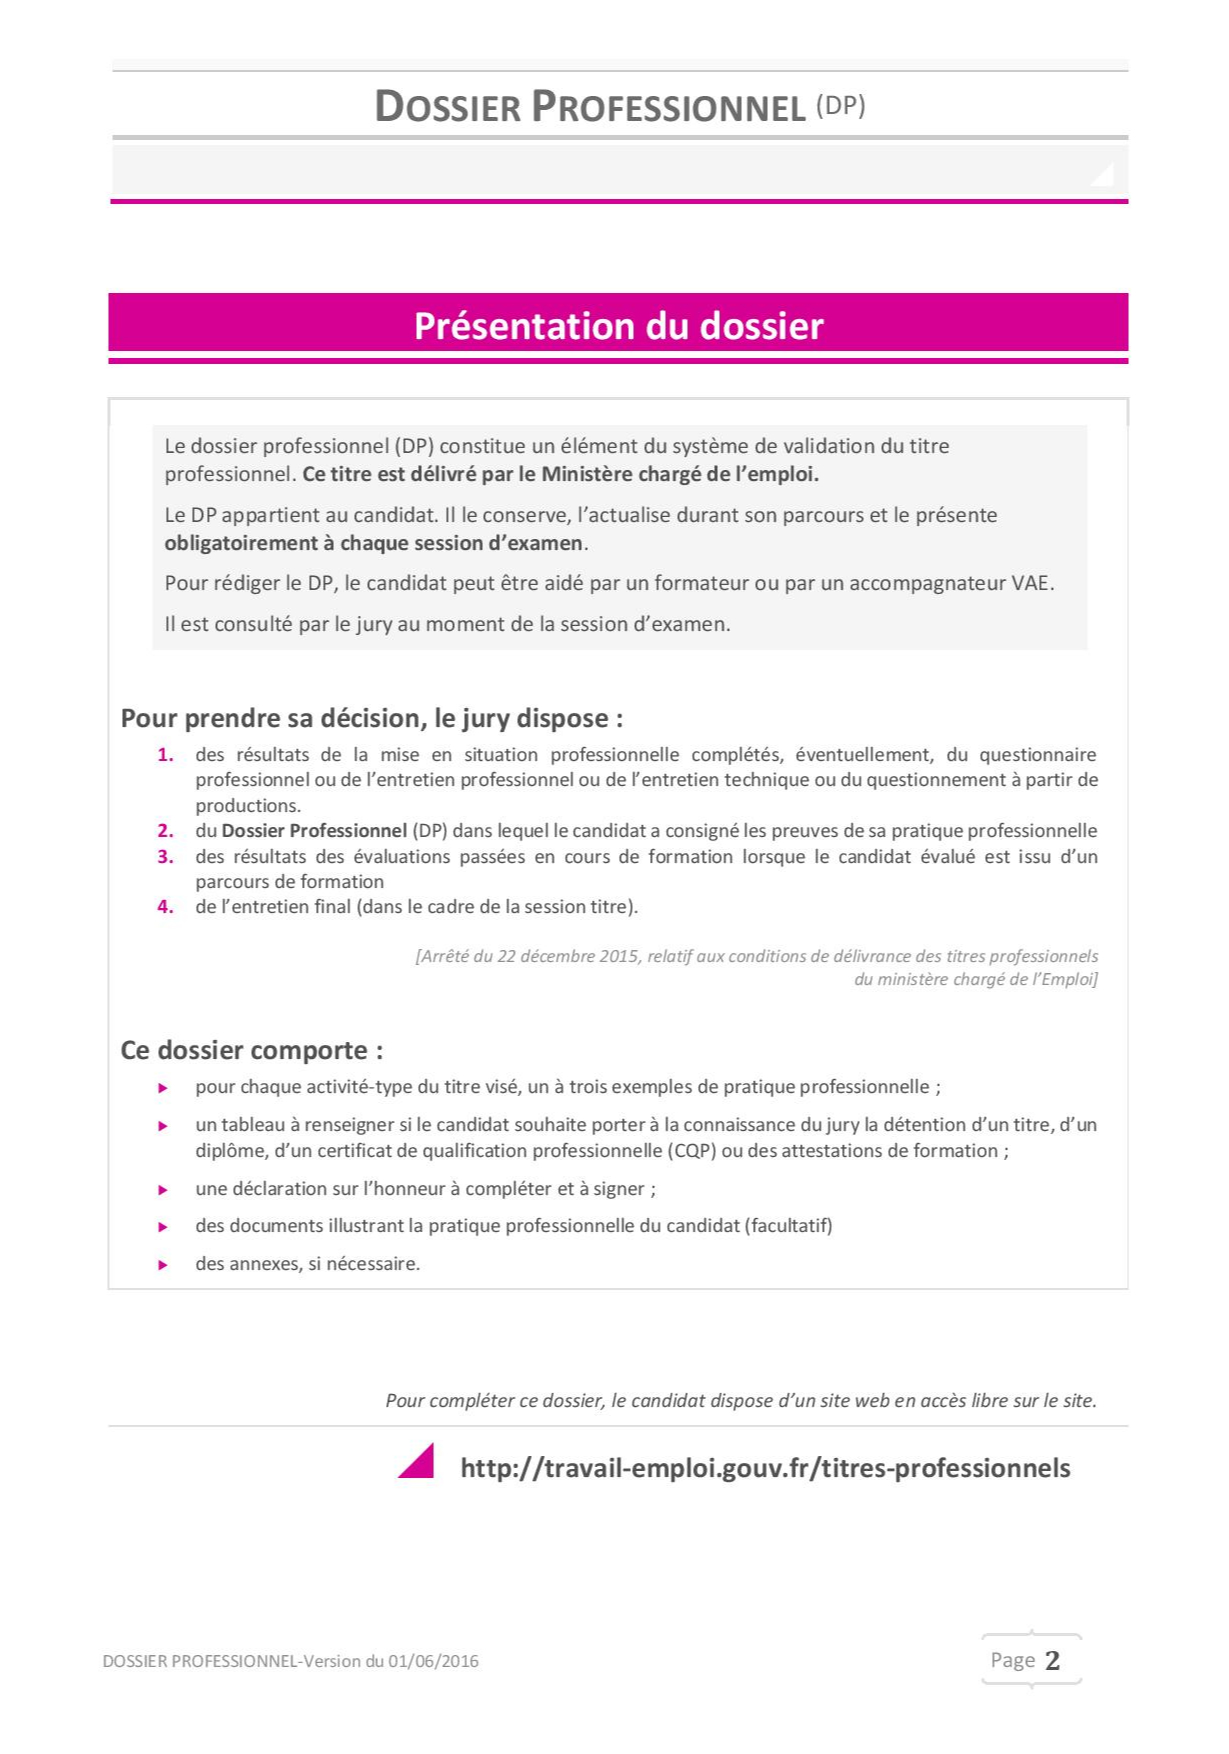 DOSSIER PROFESSIONNEL (DP)
Présentation du dossier
Le dossier professionnel (DP) constitue un élément du système de validation du titre
professionnel. Ce titre est délivré par le Ministère chargé de l’emploi.
Le DP appartient au candidat. Il le conserve, l’actualise durant son parcours et le présente
obligatoirement à chaque session d’examen.
Pour rédiger le DP, le candidat peut être aidé par un formateur ou par un accompagnateur VAE.
Il est consulté par le jury au moment de la session d’examen.
Pour prendre sa décision, le jury dispose :
1. des résultats de la mise en situation professionnelle complétés, éventuellement, du questionnaire
professionnel ou de l’entretien professionnel ou de l’entretien technique ou du questionnement à partir de
productions.
2. du Dossier Professionnel (DP) dans lequel le candidat a consigné les preuves de sa pratique professionnelle
3. des résultats des évaluations passées en cours de formation lorsque le candidat évalué est issu d’un
parcours de formation
4. de l’entretien final (dans le cadre de la session titre).
[Arrêté du 22 décembre 2015, relatif aux conditions de délivrance des titres professionnels
du ministère chargé de l’Emploi]
Ce dossier comporte :
pour chaque activité-type du titre visé, un à trois exemples de pratique professionnelle ;
un tableau à renseigner si le candidat souhaite porter à la connaissance du jury la détention d’un titre, d’un
diplôme, d’un certificat de qualification professionnelle (CQP) ou des attestations de formation ;
une déclaration sur l’honneur à compléter et à signer ;
des documents illustrant la pratique professionnelle du candidat (facultatif)
des annexes, si nécessaire.
Pour compléter ce dossier, le candidat dispose d’un site web en accès libre sur le site.
http://travail-emploi.gouv.fr/titres-professionnels
DOSSIER PROFESSIONNEL-Version du 01/06/2016
Page 2